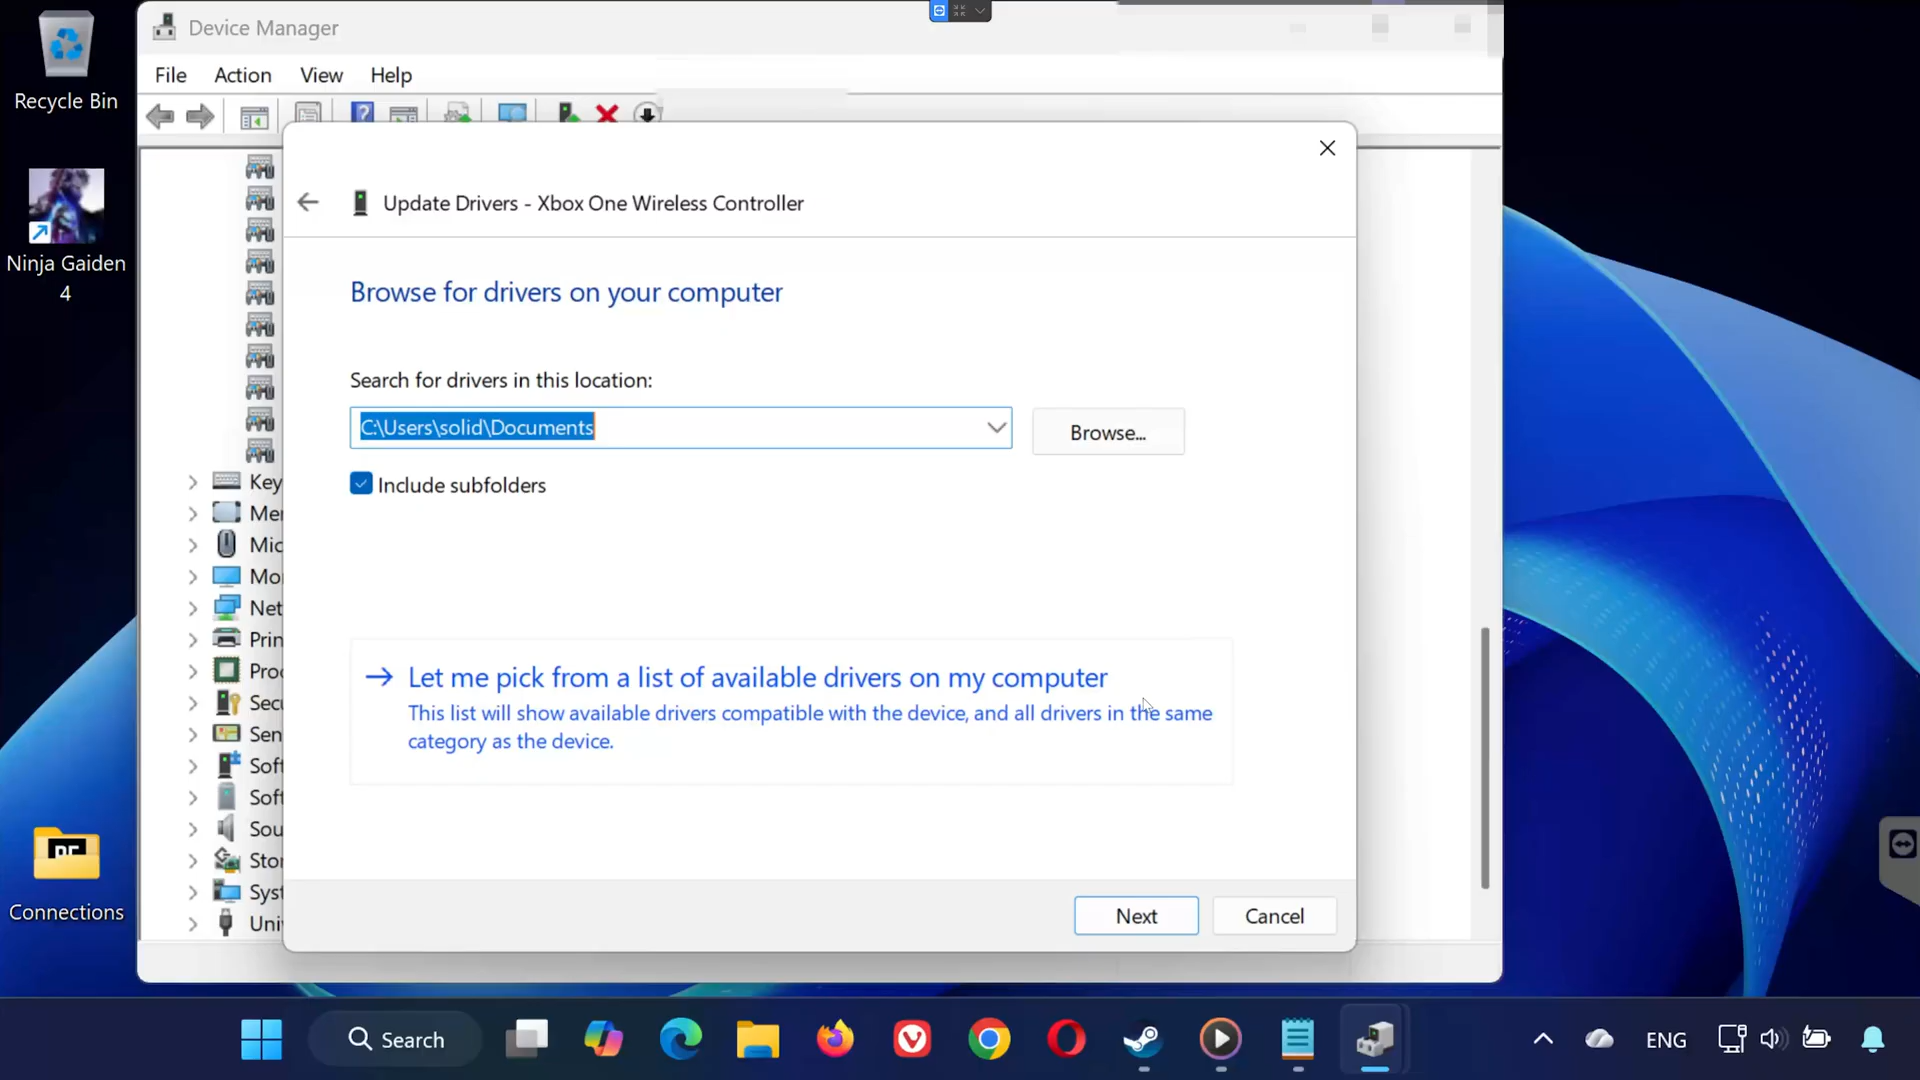 Recycle Bin
Ninja Gaiden
4
Connections
Device Manager
File Action View Help
Key
Mer
Mic
Mo
Net
Prin
Proc
Secu
Sen
Soft
Soft
Sou
Stor
Syst
Uni
Update Drivers - Xbox One Wireless Controller
Browse for drivers on your computer
Search for drivers in this location:
C:\Users\solid\Documents
Browse...
Include subfolders
Let me pick from a list of available drivers on my computer
This list will show available drivers compatible with the device, and all drivers in the same
category as the device.
Next Cancel
Search
ENG